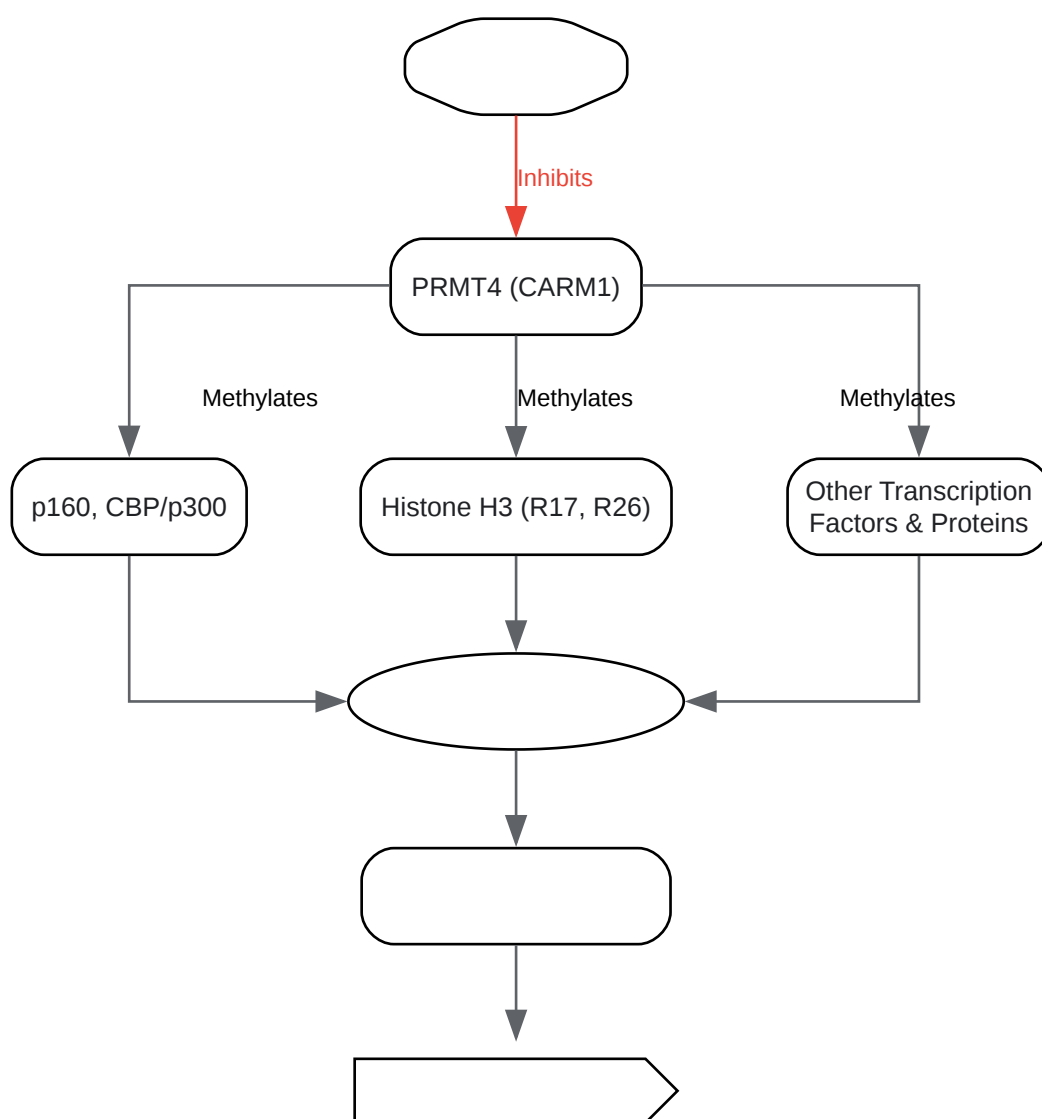 Inhibits
PRMT4 (CARM1)
Methylates
Methylates
Methylates
p160, CBP/p300
Histone H3 (R17, R26)
Other Transcription
Factors & Proteins